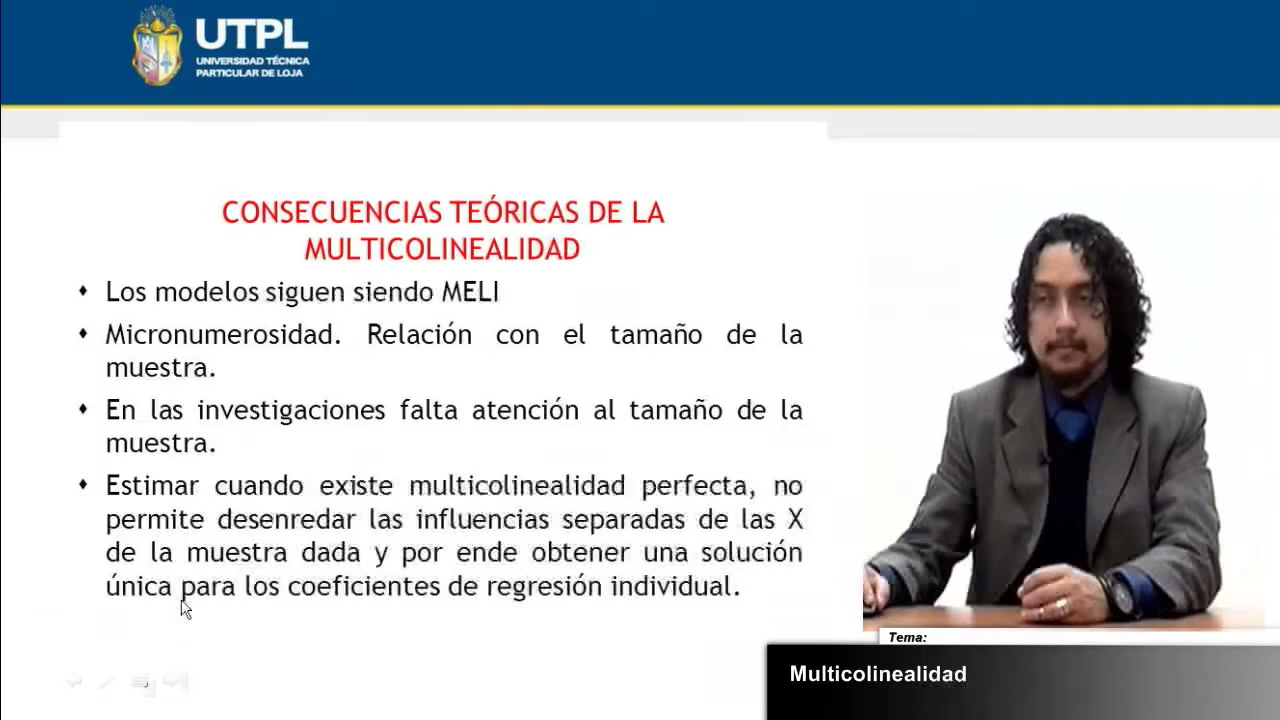 UTPL
UNIVERSIDAD TÉCNICA
PARTICULAR DE LOJA
CONSECUENCIAS TEÓRICAS DE LA
MULTICOLINEALIDAD
Los modelos siguen siendo MELI
Micronumerosidad. Relación con el tamaño de la
muestra.
En las investigaciones falta atención al tamaño de la
muestra.
Estimar cuando existe multicolinealidad perfecta, no
permite desenredar las influencias separadas de las X
de la muestra dada y por ende obtener una solución
única para los coeficientes de regresión individual.
Tema:
Multicolinealidad